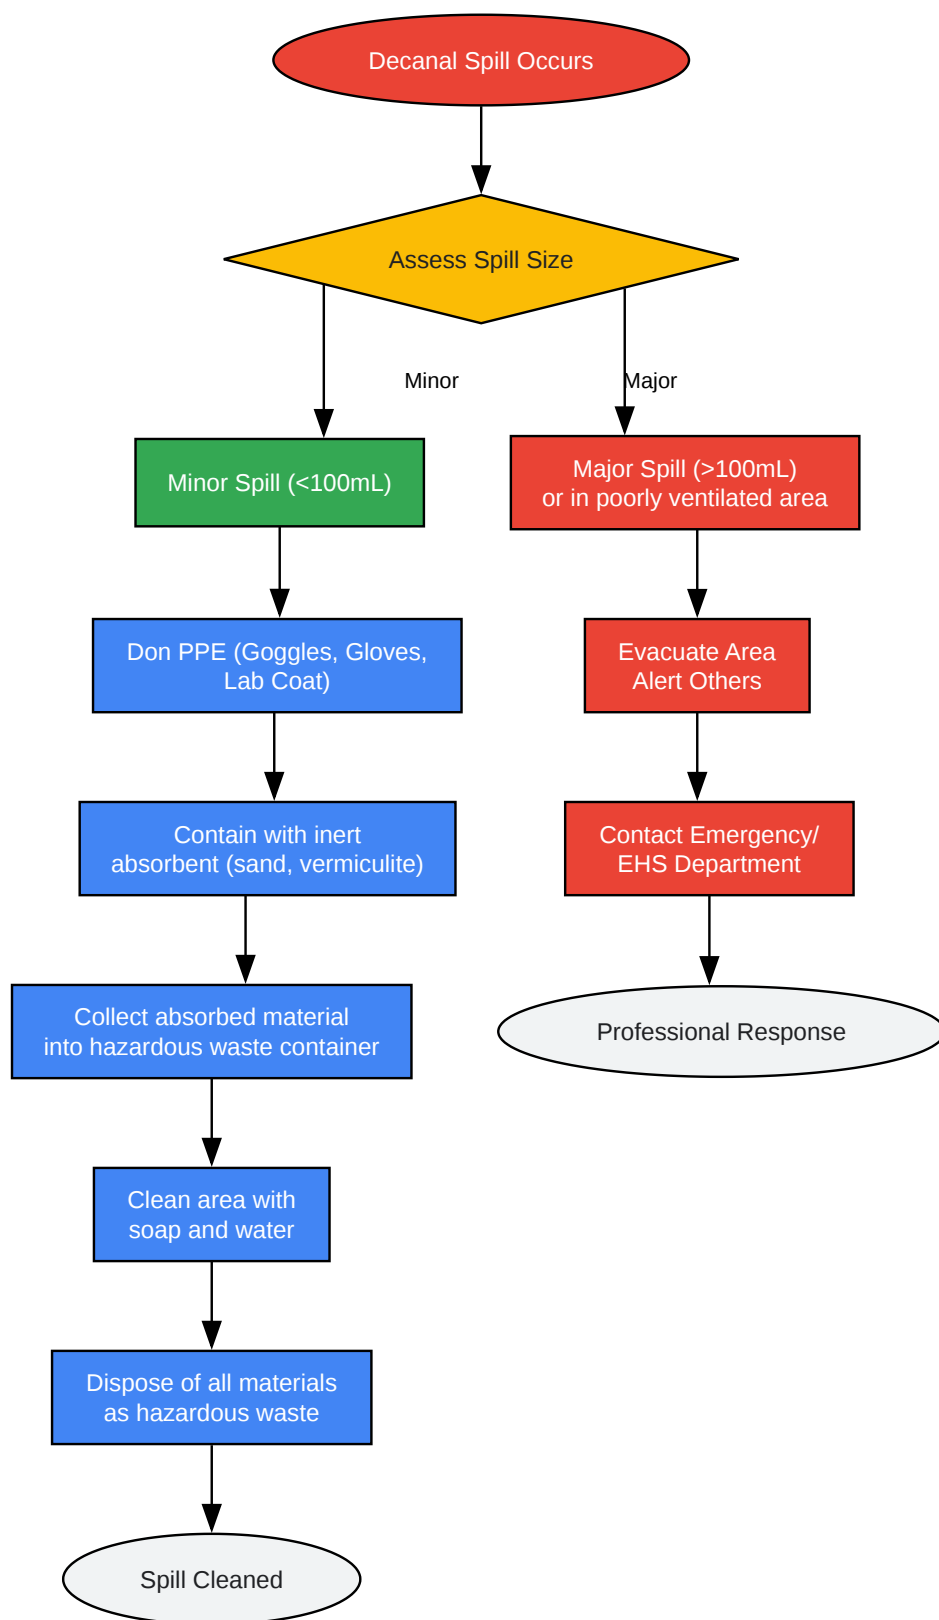 Decanal Spill Occurs
Assess Spill Size
Minor
Major
Minor Spill (<100mL)
Major Spill (>100mL)
or in poorly ventilated area
Don PPE (Goggles, Gloves,
Lab Coat)
Evacuate Area
Alert Others
Contain with inert
absorbent (sand, vermiculite)
Contact Emergency/
EHS Department
Collect absorbed material
into hazardous waste container
Professional Response
Clean area with
soap and water
Dispose of all materials
as hazardous waste
Spill Cleaned